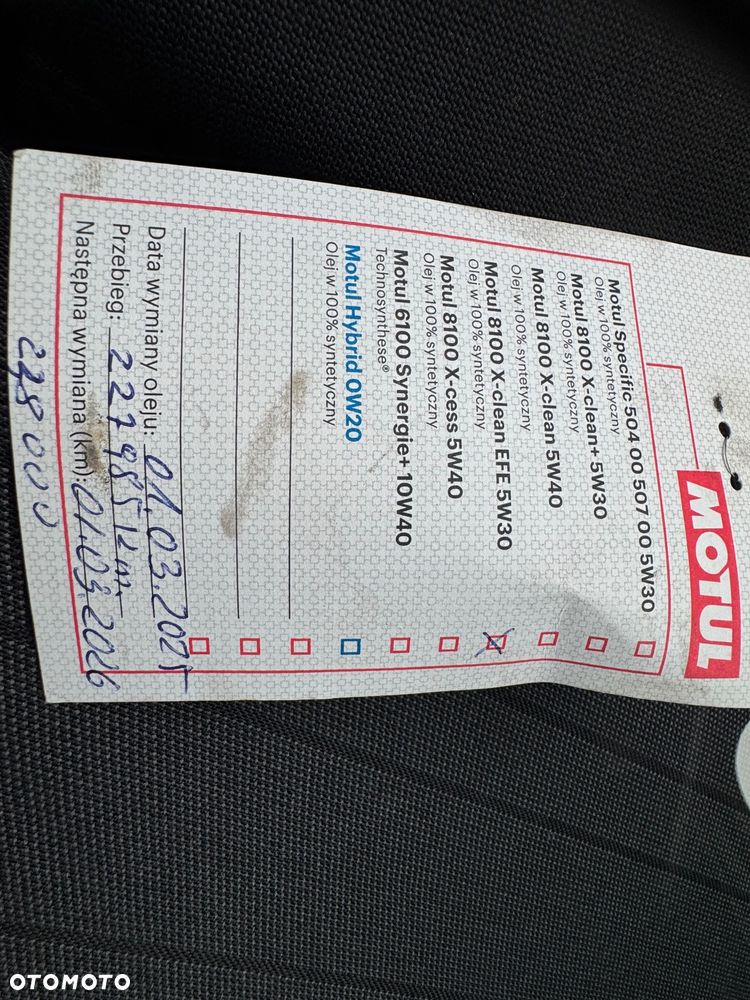 MOTUL
Motul Specific 504 00 507 00 5W30
Olej w 100% syntetyczny
Motul 8100 X-clean+ 5W30
Olej w 100% syntetyczny
Motul 8100 X-clean 5W40
Olej w 100% syntetyczny
Motul 8100 X-clean EFE 5W30
Olej w 100% syntetyczny
Motul 8100 X-cess 5W40
Olej w 100% syntetyczny
Motul 6100 Synergie+ 10W40
Technosynthese®
Motul Hybrid 0W20
Olej w 100% syntetyczny
Data wymiany oleju: 01.03.2025
Przebieg: 227985 km
Następna wymiana (km): 01.03.2026
238 000
OTOMOTO